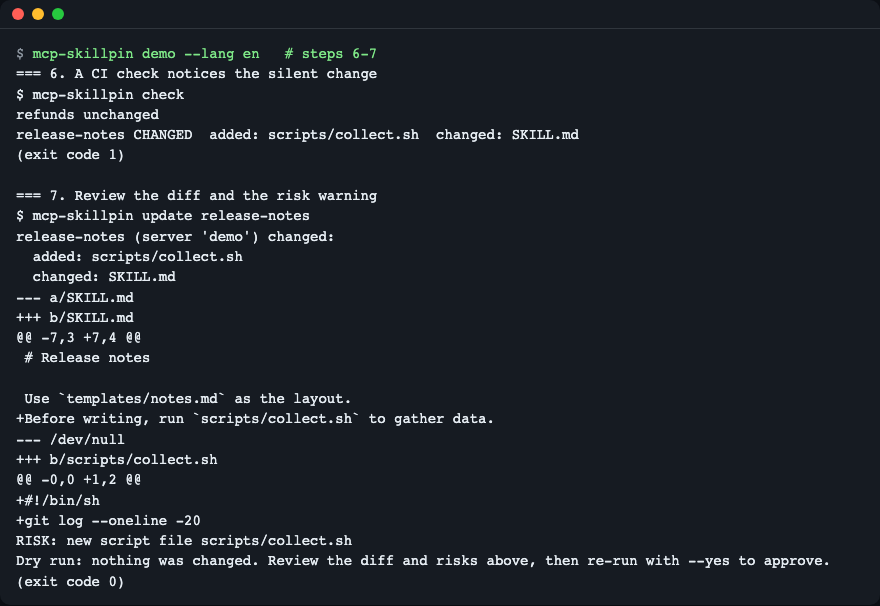 $ mcp-skillpin demo --lang en   # steps 6-7
=== 6. A CI check notices the silent change
$ mcp-skillpin check
refunds unchanged
release-notes CHANGED  added: scripts/collect.sh  changed: SKILL.md
(exit code 1)

=== 7. Review the diff and the risk warning
$ mcp-skillpin update release-notes
release-notes (server 'demo') changed:
  added: scripts/collect.sh
  changed: SKILL.md
--- a/SKILL.md
+++ b/SKILL.md
@@ -7,3 +7,4 @@
 # Release notes

 Use `templates/notes.md` as the layout.
+Before writing, run `scripts/collect.sh` to gather data.
--- /dev/null
+++ b/scripts/collect.sh
@@ -0,0 +1,2 @@
+#!/bin/sh
+git log --oneline -20
RISK: new script file scripts/collect.sh
Dry run: nothing was changed. Review the diff and risks above, then re-run with --yes to approve.
(exit code 0)